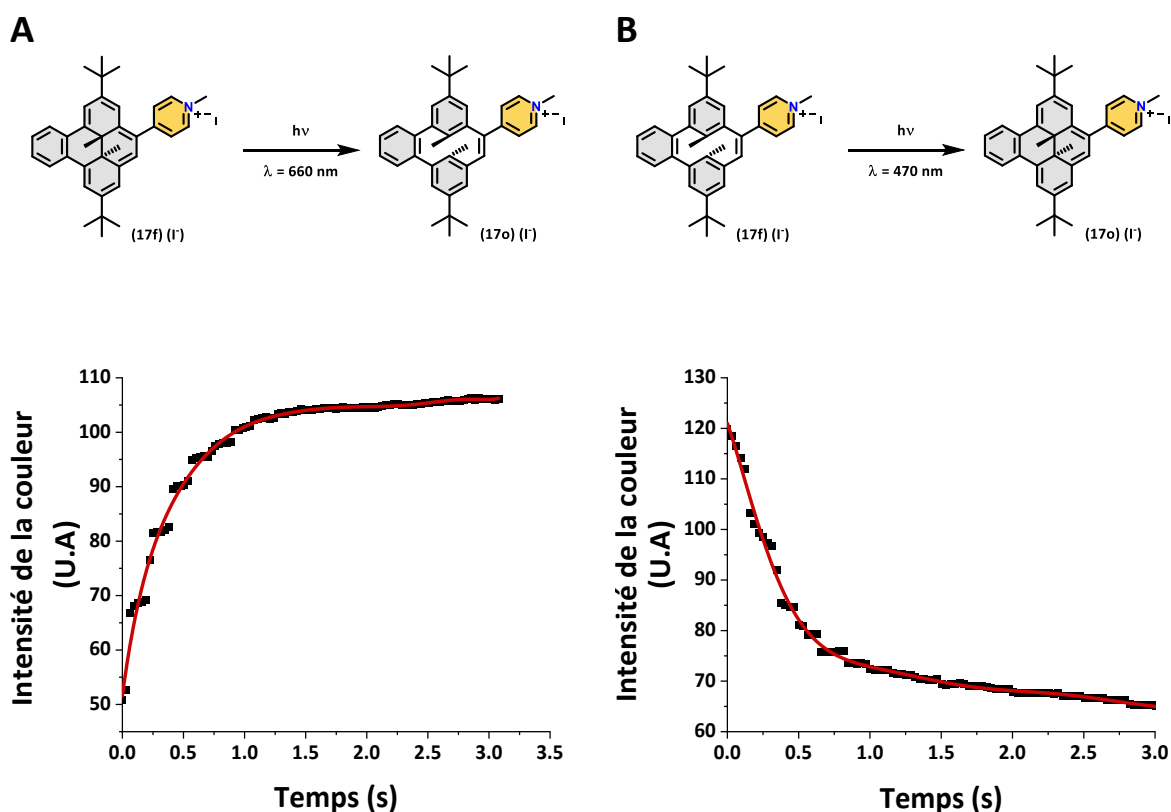 A
N
+
−
I
hν
λ = 660 nm
N
+
−
I
(17f) (I⁻)
(17o) (I⁻)
B
N
+
−
I
hν
λ = 470 nm
N
+
−
I
(17f) (I⁻)
(17o) (I⁻)
Intensité de la couleur
(U.A)
110
100
90
80
70
60
50
0.0 0.5 1.0 1.5 2.0 2.5 3.0 3.5
Temps (s)
Intensité de la couleur
(U.A)
130
120
110
100
90
80
70
60
0.0 0.5 1.0 1.5 2.0 2.5 3.0
Temps (s)